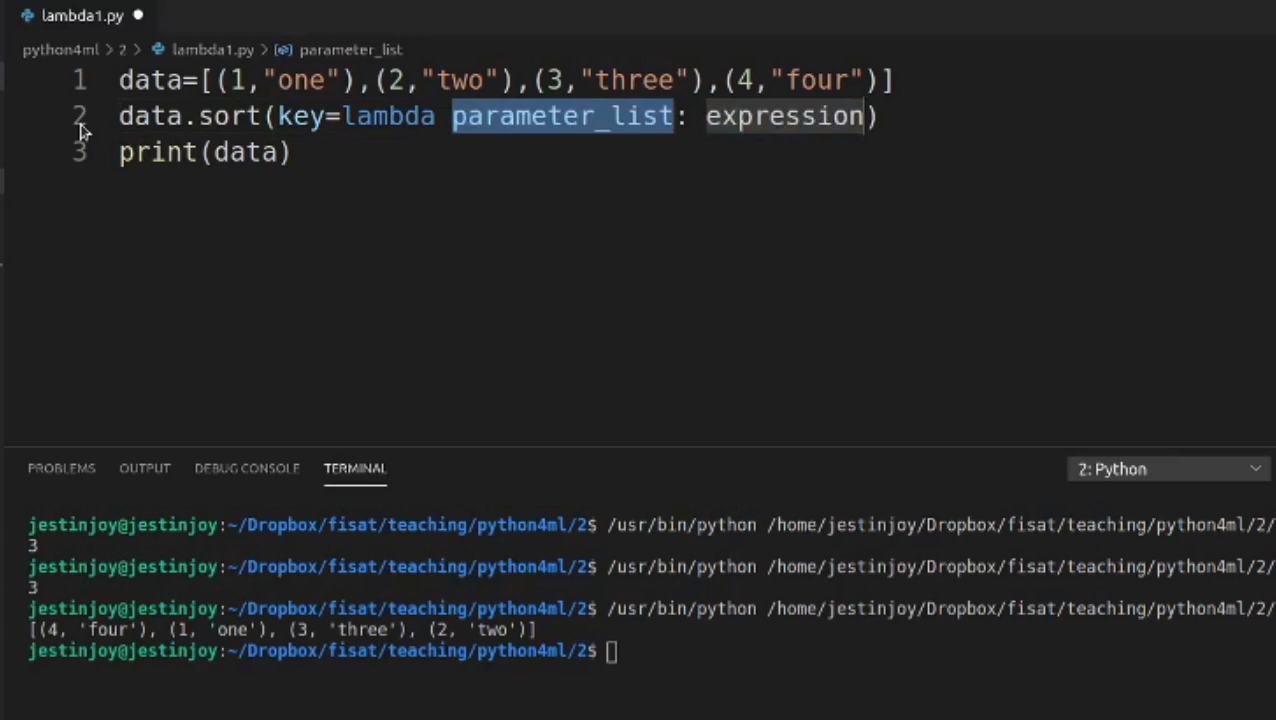 lambda1.py
python4ml > 2 > lambda1.py > parameter_list
1 data=[(1,"one"),(2,"two"),(3,"three"),(4,"four")]
2 data.sort(key=lambda parameter_list: expression)
3 print(data)
PROBLEMS OUTPUT DEBUG CONSOLE TERMINAL 2: Python
jestinjoy@jestinjoy:~/Dropbox/fisat/teaching/python4ml/2$ /usr/bin/python /home/jestinjoy/Dropbox/fisat/teaching/python4ml/2/
3
jestinjoy@jestinjoy:~/Dropbox/fisat/teaching/python4ml/2$ /usr/bin/python /home/jestinjoy/Dropbox/fisat/teaching/python4ml/2/
3
jestinjoy@jestinjoy:~/Dropbox/fisat/teaching/python4ml/2$ /usr/bin/python /home/jestinjoy/Dropbox/fisat/teaching/python4ml/2/
[(4, 'four'), (1, 'one'), (3, 'three'), (2, 'two')]
jestinjoy@jestinjoy:~/Dropbox/fisat/teaching/python4ml/2$